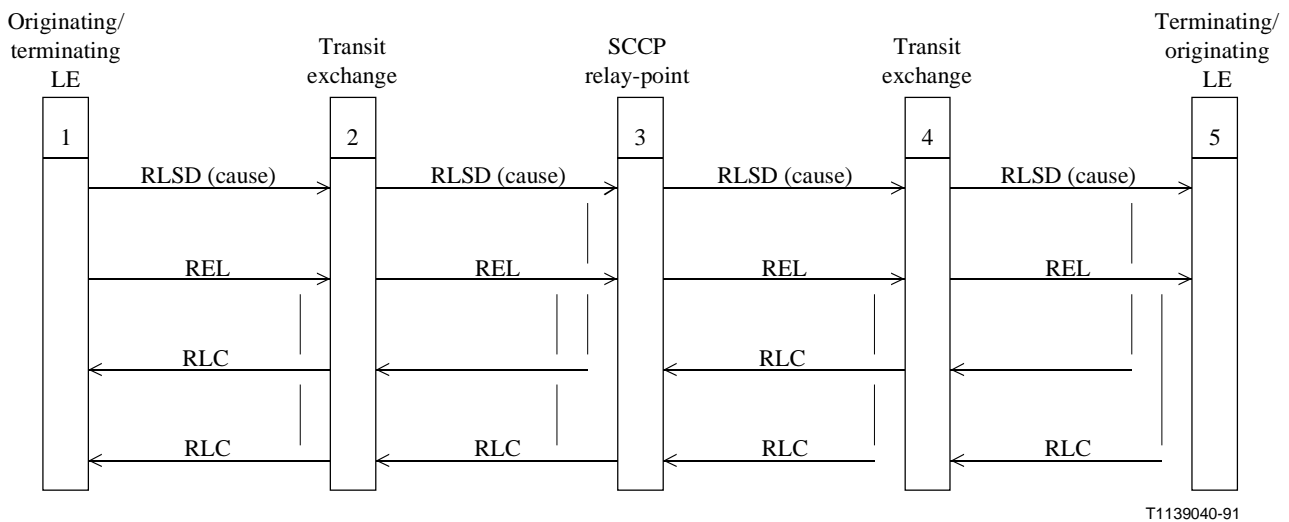 Originating/
terminating
LE
Transit
exchange
SCCP
relay-point
Transit
exchange
Terminating/
originating
LE
1
2
3
4
5
RLSD (cause)
RLSD (cause)
RLSD (cause)
RLSD (cause)
REL
REL
REL
REL
RLC
RLC
RLC
RLC
RLC
RLC
T1139040-91